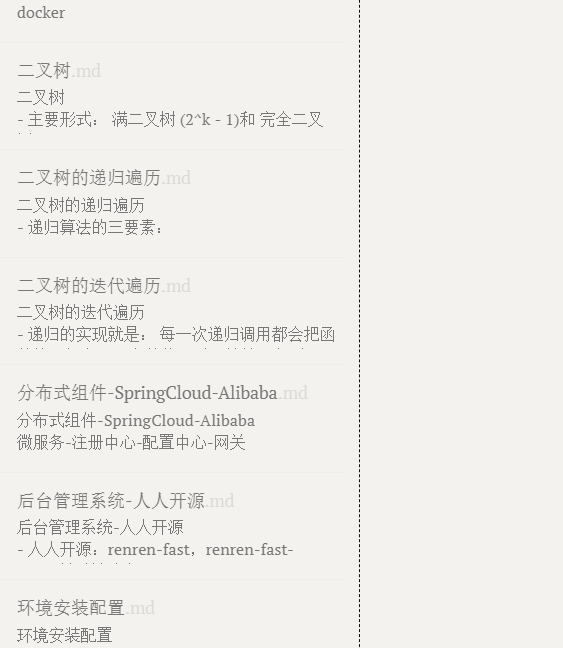 docker
二叉树.md
二叉树
- 主要形式： 满二叉树 (2^k - 1)和 完全二叉
二叉树的递归遍历.md
二叉树的递归遍历
- 递归算法的三要素：
二叉树的迭代遍历.md
二叉树的迭代遍历
- 递归的实现就是： 每一次递归调用都会把函
分布式组件-SpringCloud-Alibaba.md
分布式组件-SpringCloud-Alibaba
微服务-注册中心-配置中心-网关
后台管理系统-人人开源.md
后台管理系统-人人开源
- 人人开源：renren-fast，renren-fast-
环境安装配置.md
环境安装配置